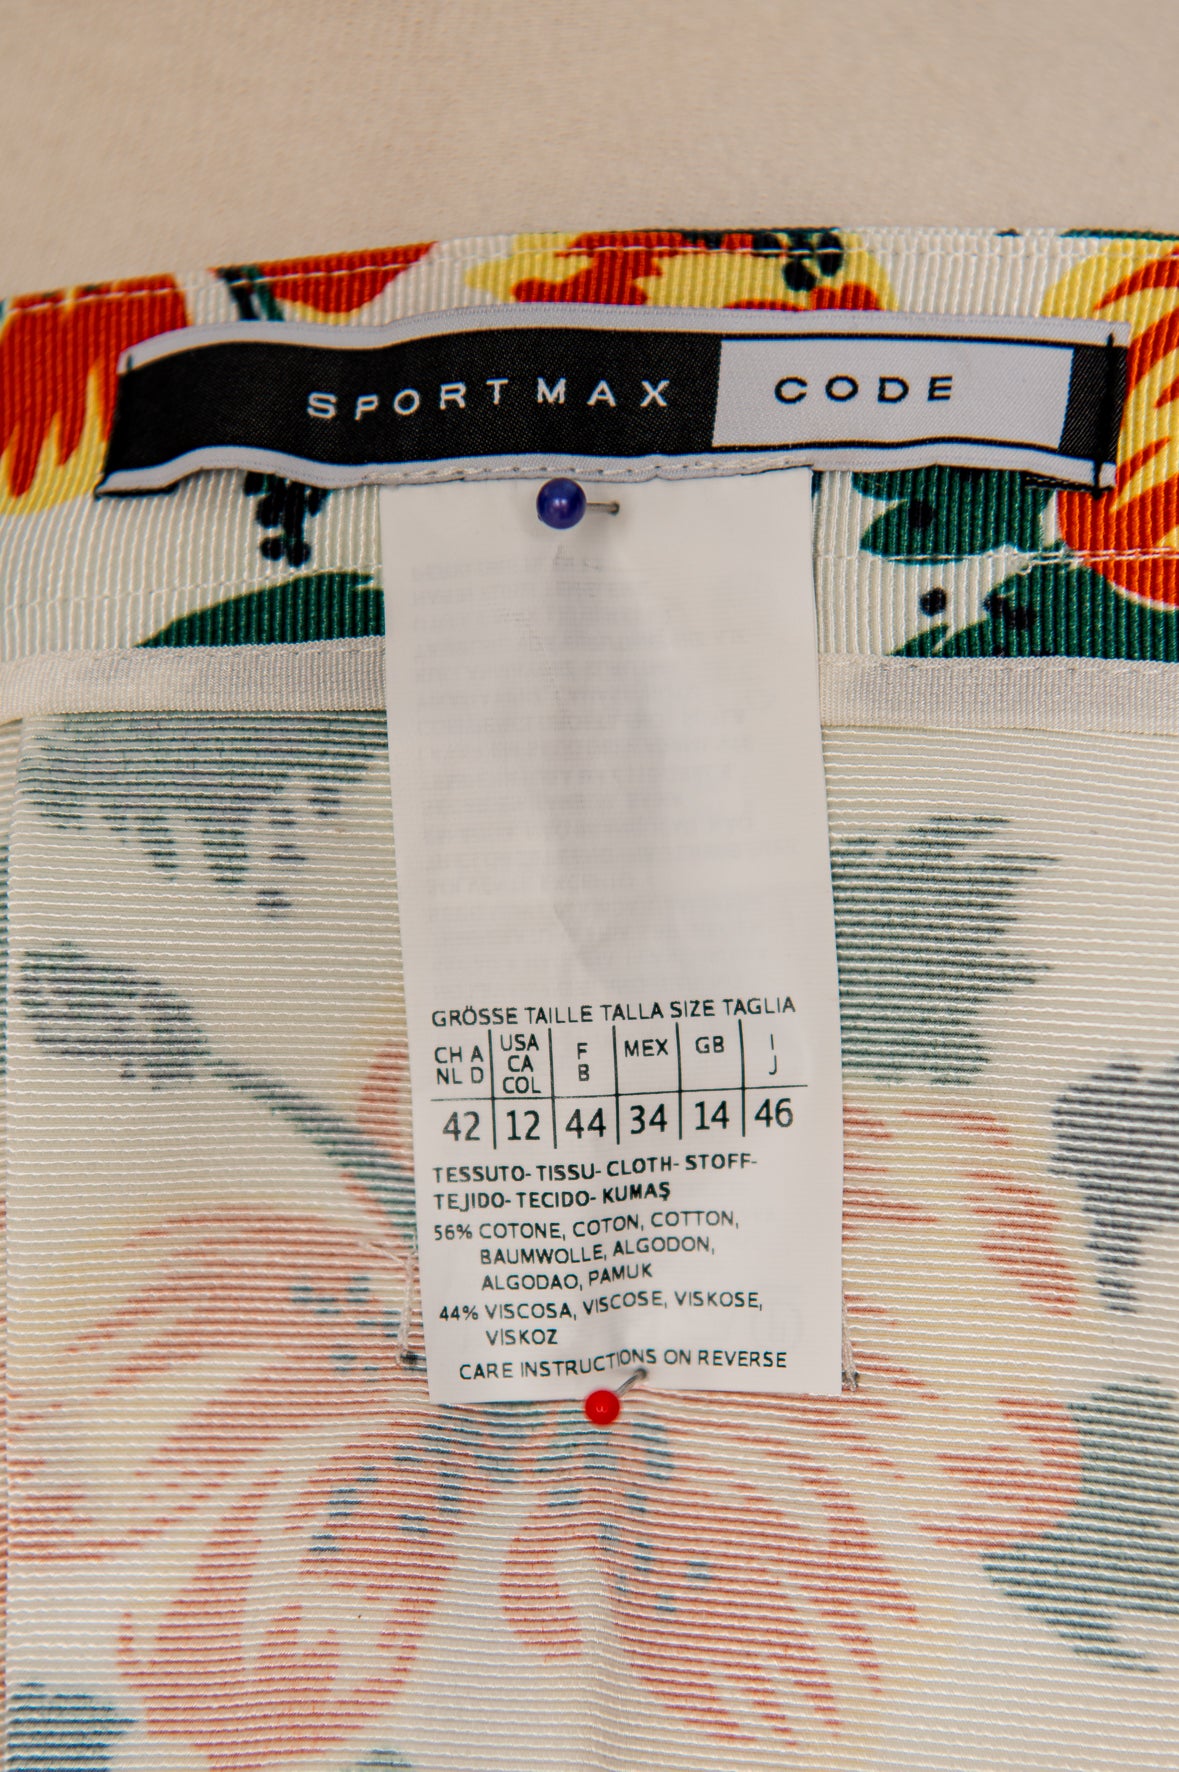 SPORTMAX CODE
GRÖSSE TAILLE TALLA SIZE TAGLIA
CH A NL D USA CA COL F B MEX GB I J
42 12 44 34 14 46
TESSUTO- TISSU- CLOTH- STOFF-
TEJIDO- TECIDO- KUMAŞ
56% COTONE, COTON, COTTON,
BAUMWOLLE, ALGODON,
ALGODAO, PAMUK
44% VISCOSA, VISCOSE, VISKOSE,
VISKOZ
CARE INSTRUCTIONS ON REVERSE